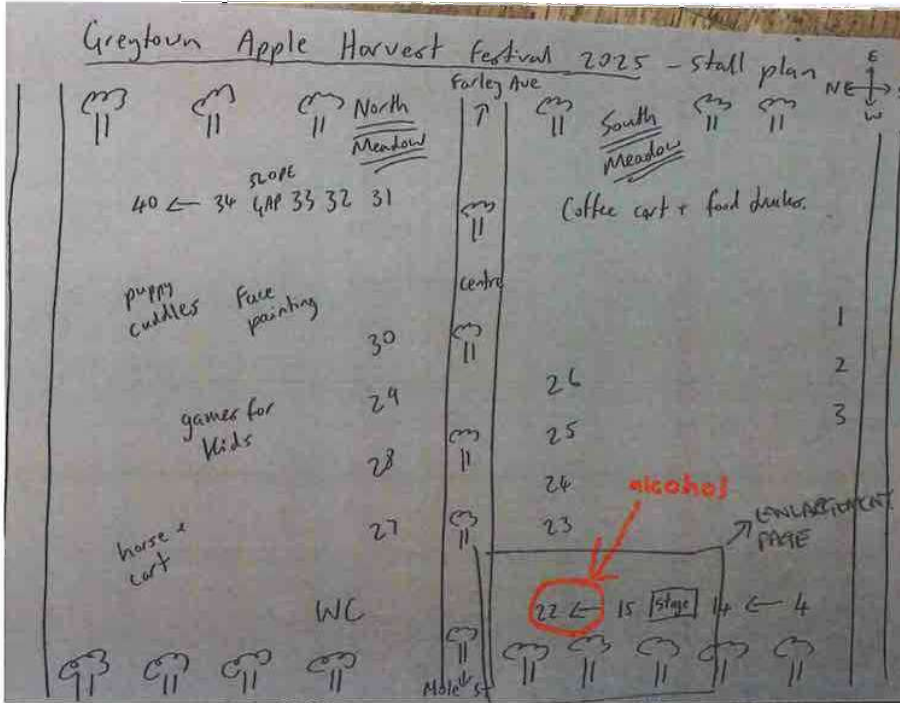 Greytown Apple Harvest Festival 2025 - stall plan
E
N S
W
Farley Ave
North
Meadow
South
Meadow
SLOPE
40 ← 34 GAP 33 32 31
Coffee cart + food
centre
puppy
cuddles
Face
painting
30
29
28
27
games for
kids
horse +
cart
WC
1
2
3
26
25
24
23
alcohol
ENLARGEMENT
PAGE
22 ← 15 stage 14 ← 4
Mole St